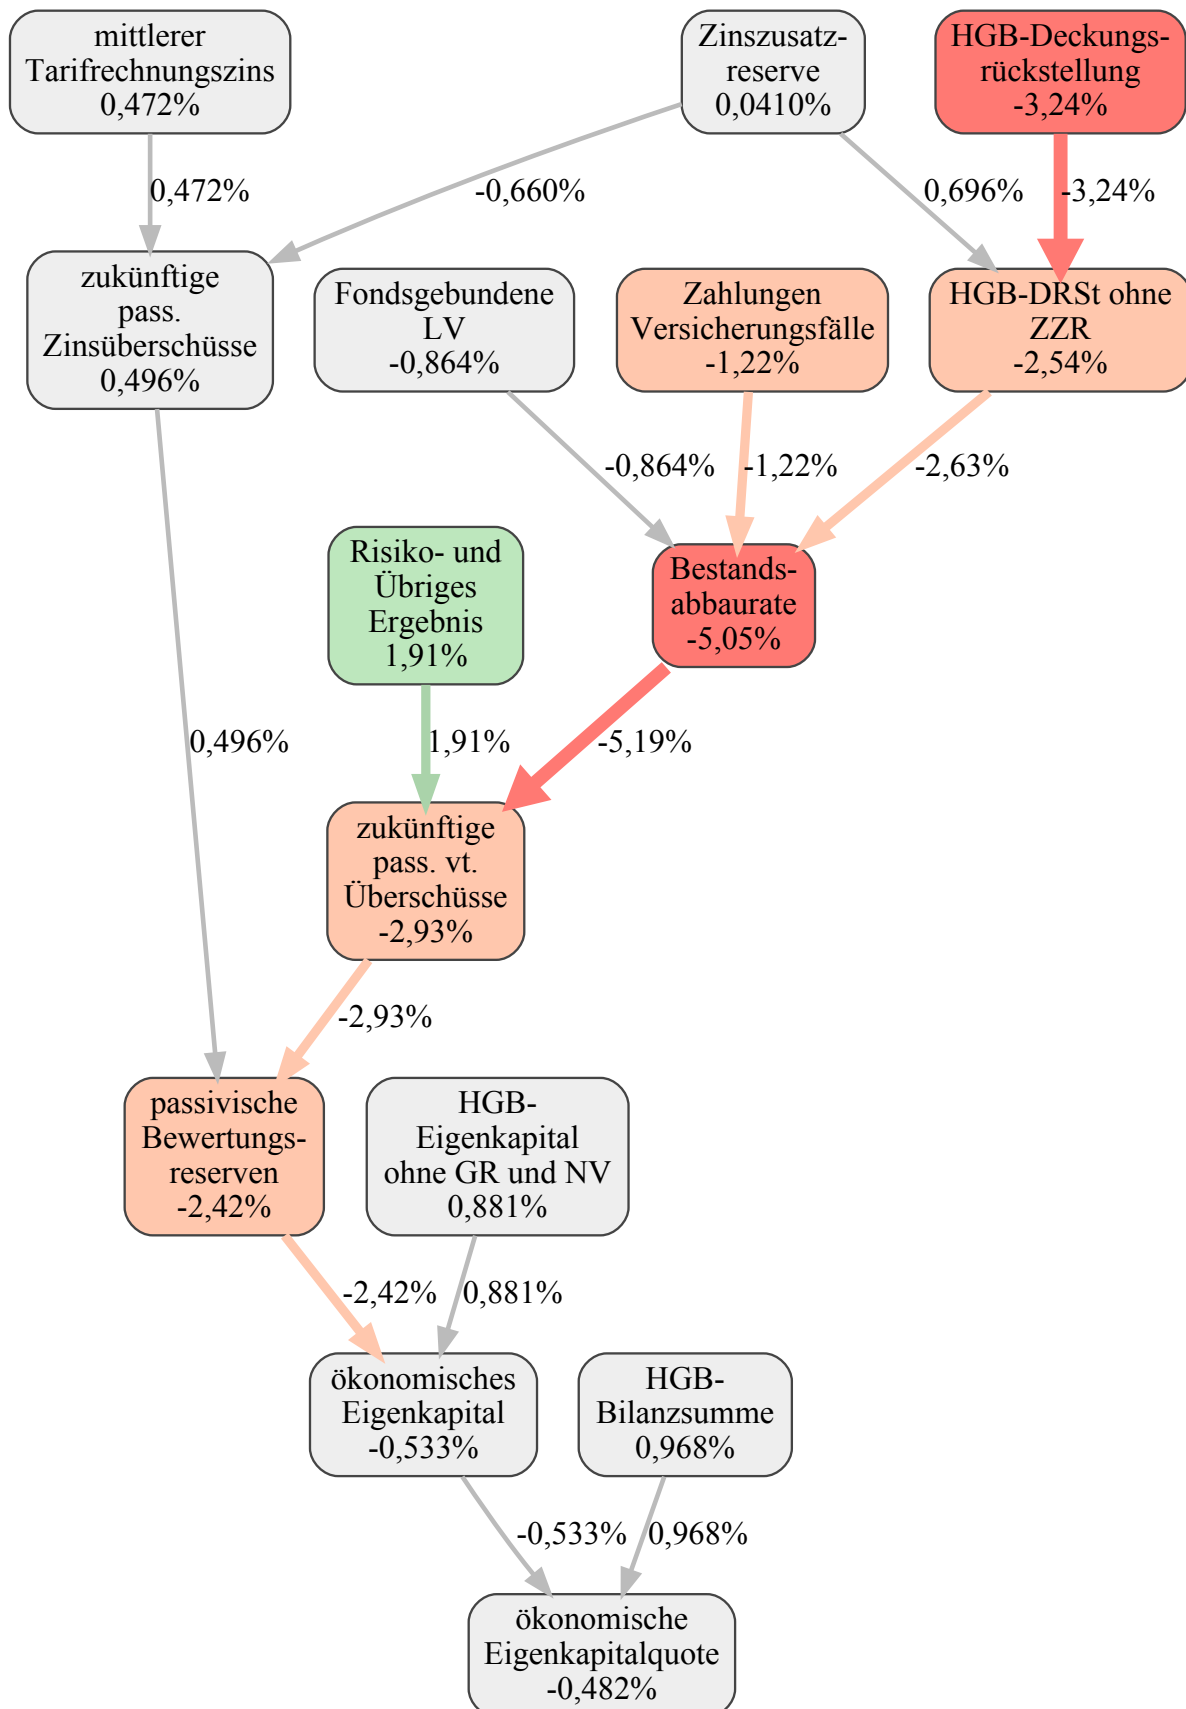 mittlerer
Tarifrechnungszins
0,472%
Zinszusatz-
reserve
0,0410%
HGB-Deckungs-
rückstellung
-3,24%
0,472%
-0,660%
0,696%
-3,24%
zukünftige
pass.
Zinsüberschüsse
0,496%
Fondsgebundene
LV
-0,864%
Zahlungen
Versicherungsfälle
-1,22%
HGB-DRSt ohne
ZZR
-2,54%
-0,864%
-1,22%
-2,63%
Risiko- und
Übriges
Ergebnis
1,91%
Bestands-
abbaurate
-5,05%
0,496%
1,91%
-5,19%
zukünftige
pass. vt.
Überschüsse
-2,93%
-2,93%
passivische
Bewertungs-
reserven
-2,42%
HGB-
Eigenkapital
ohne GR und NV
0,881%
-2,42%
0,881%
ökonomisches
Eigenkapital
-0,533%
HGB-
Bilanzsumme
0,968%
-0,533%
0,968%
ökonomische
Eigenkapitalquote
-0,482%